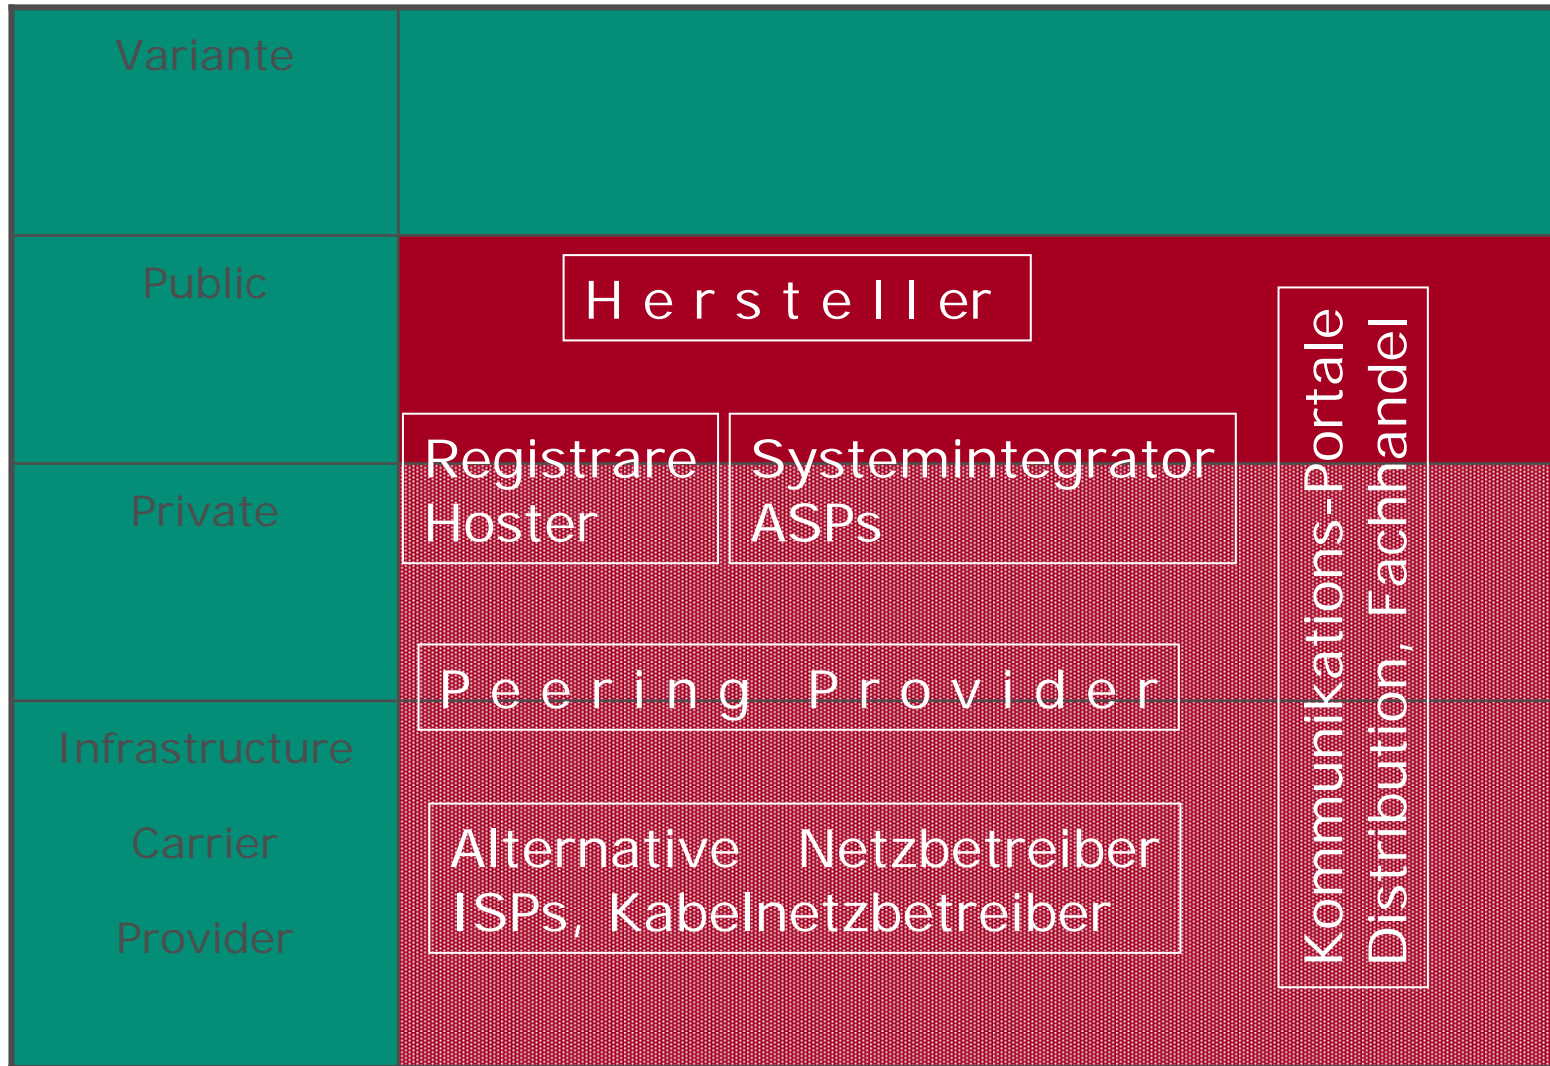 Variante
Public
Hersteller
Registrare
Hoster
Systemintegrator
ASPs
Private
Peering Provider
Infrastructure
Carrier
Provider
Alternative Netzbetreiber
ISPs, Kabelnetzbetreiber
Kommunikations-Portale
Distribution, Fachhandel